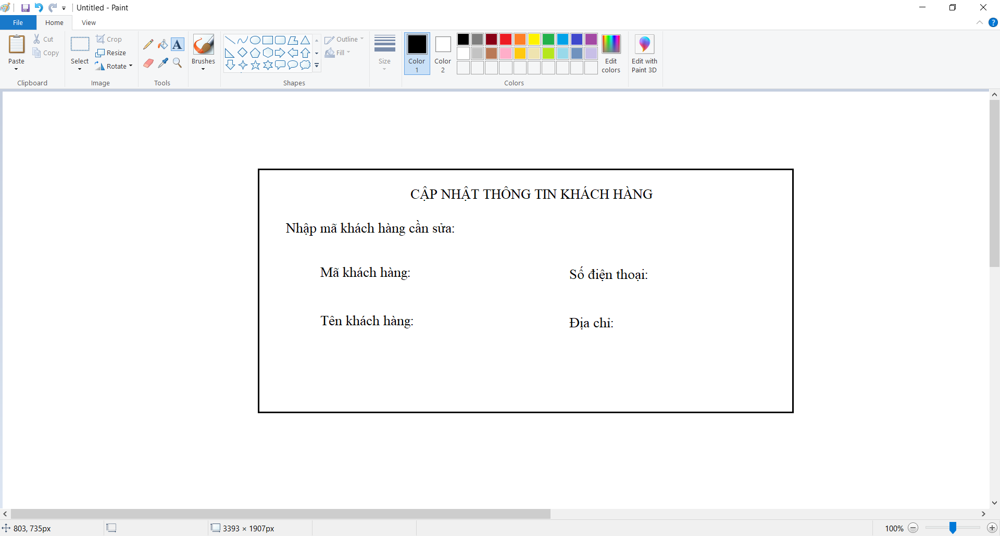 Untitled - Paint
File Home View
Paste
Cut
Copy
Clipboard
Select
Crop
Resize
Rotate
Image
Tools
Brushes
Outline
Fill
Shapes
Size
Color 1
Color 2
Edit colors
Colors
Edit with Paint 3D
CẬP NHẬT THÔNG TIN KHÁCH HÀNG
Nhập mã khách hàng cần sửa:
Mã khách hàng: Số điện thoại:
Tên khách hàng: Địa chỉ:
803, 735px 3393 × 1907px 100%